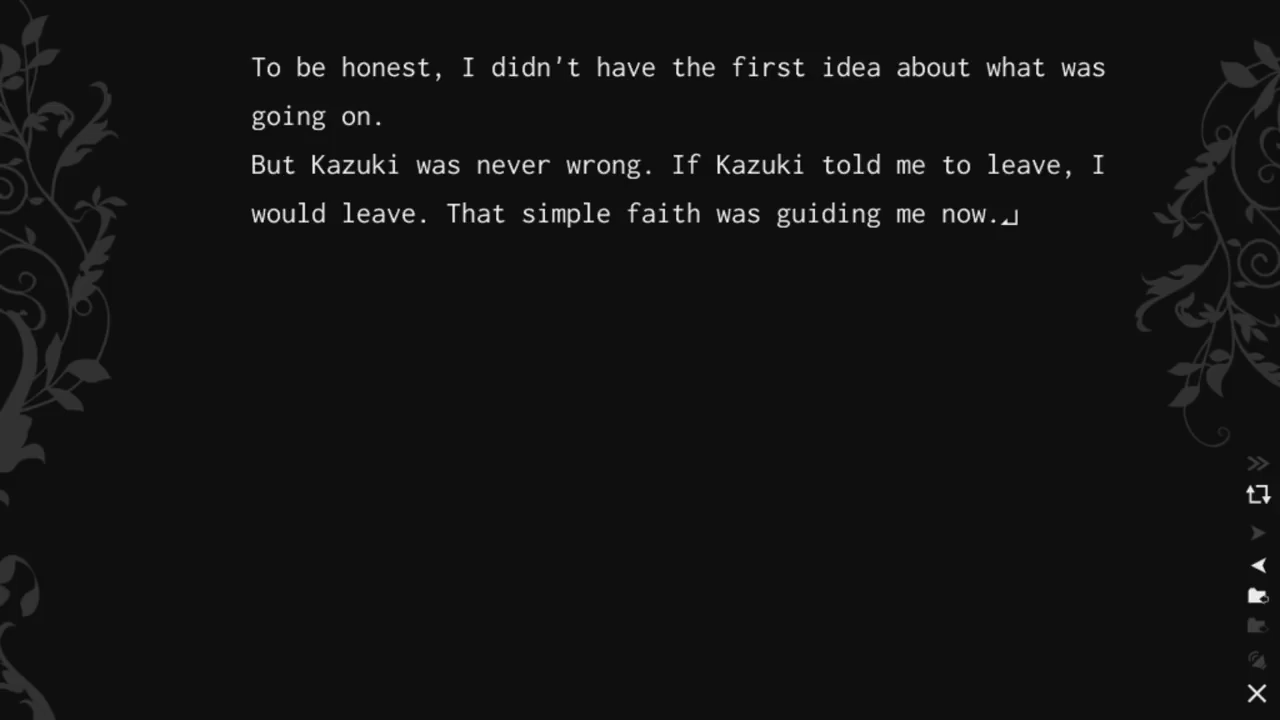 To be honest, I didn't have the first idea about what was
going on.
But Kazuki was never wrong. If Kazuki told me to leave, I
would leave. That simple faith was guiding me now.